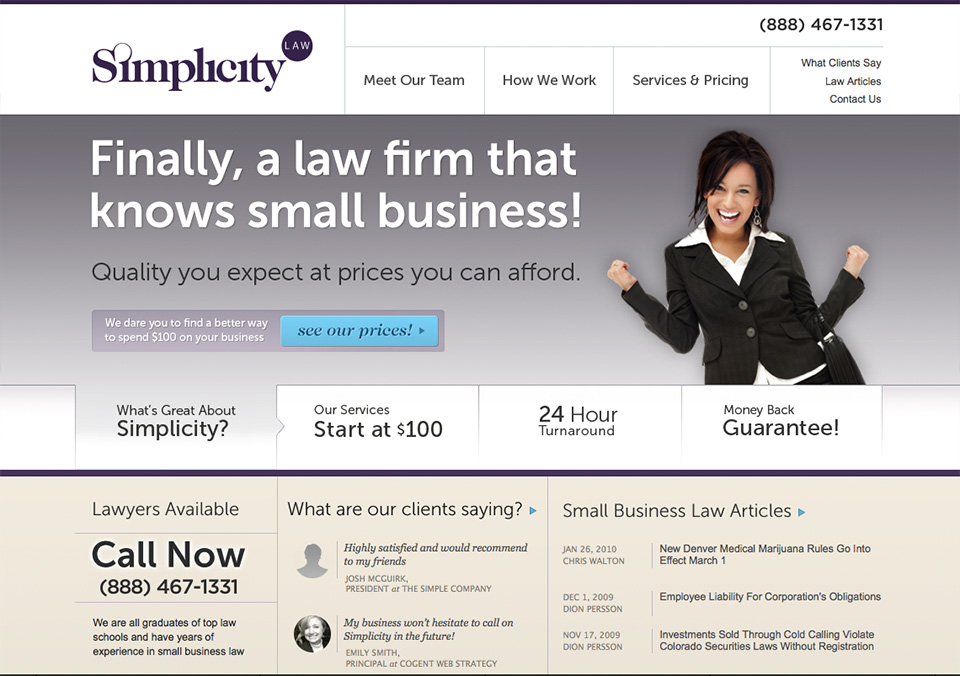 Simplicity LAW
(888) 467-1331
Meet Our Team
How We Work
Services & Pricing
What Clients Say
Law Articles
Contact Us
Finally, a law firm that
knows small business!
Quality you expect at prices you can afford.
We dare you to find a better way
to spend $100 on your business
see our prices!
What's Great About
Simplicity?
Our Services
Start at $100
24 Hour
Turnaround
Money Back
Guarantee!
Lawyers Available
Call Now
(888) 467-1331
We are all graduates of top law
schools and have years of
experience in small business law
What are our clients saying?
Highly satisfied and would recommend
to my friends
JOSH MCGUIRK,
PRESIDENT at THE SIMPLE COMPANY
My business won't hesitate to call on
Simplicity in the future!
EMILY SMITH,
PRINCIPAL at COGENT WEB STRATEGY
Small Business Law Articles
JAN 26, 2010
CHRIS WALTON
New Denver Medical Marijuana Rules Go Into
Effect March 1
DEC 1, 2009
DION PERSSON
Employee Liability For Corporation's Obligations
NOV 17, 2009
DION PERSSON
Investments Sold Through Cold Calling Violate
Colorado Securities Laws Without Registration